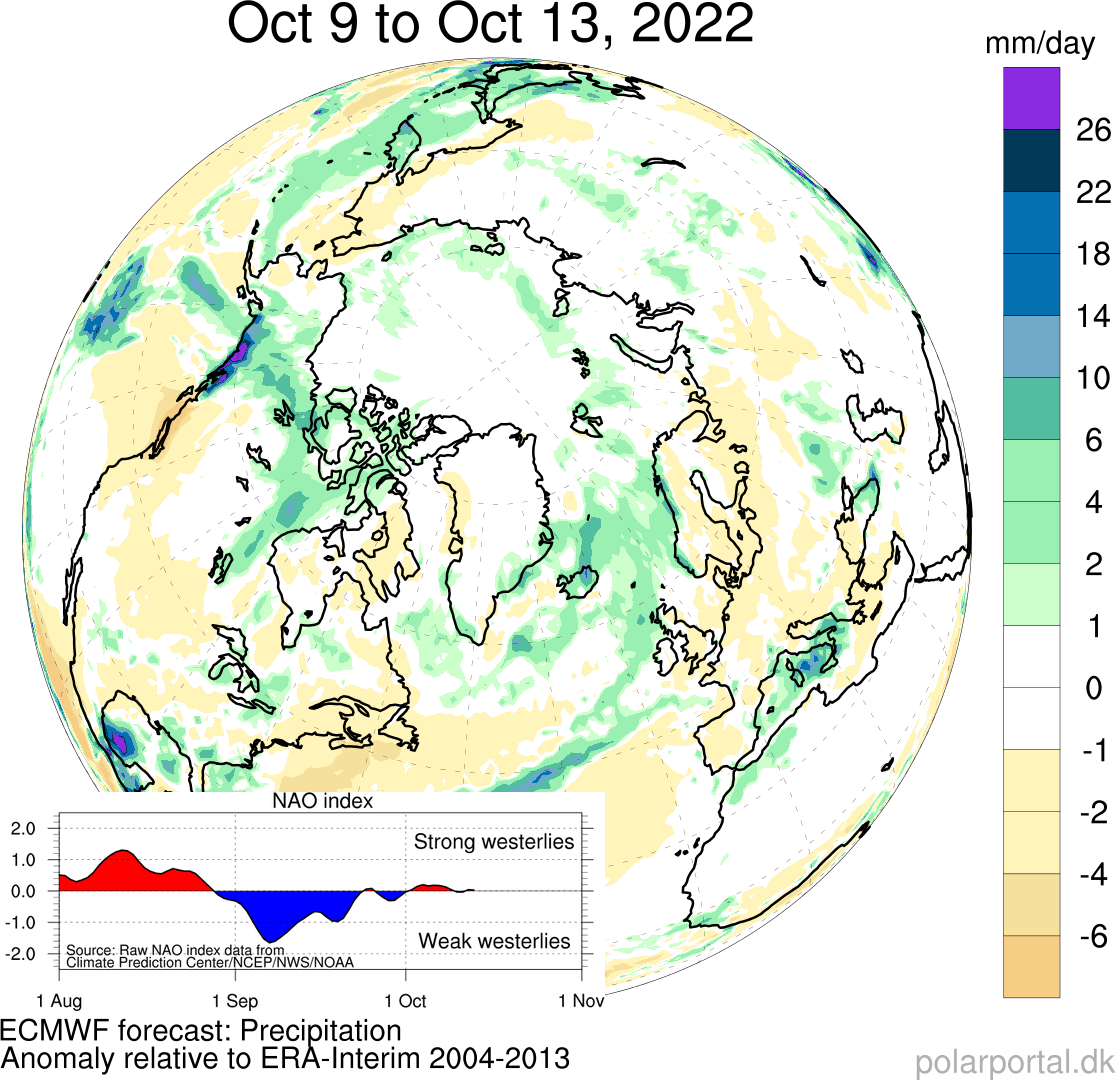 Oct 9 to Oct 13, 2022
mm/day
26
22
18
14
10
6
4
2
1
0
-1
-2
-4
-6
NAO index
2.0
1.0
0.0
-1.0
-2.0
Strong westerlies
Weak westerlies
Source: Raw NAO index data from
Climate Prediction Center/NCEP/NWS/NOAA
1 Aug 1 Sep 1 Oct 1 Nov
ECMWF forecast: Precipitation
Anomaly relative to ERA-Interim 2004-2013
polarportal.dk